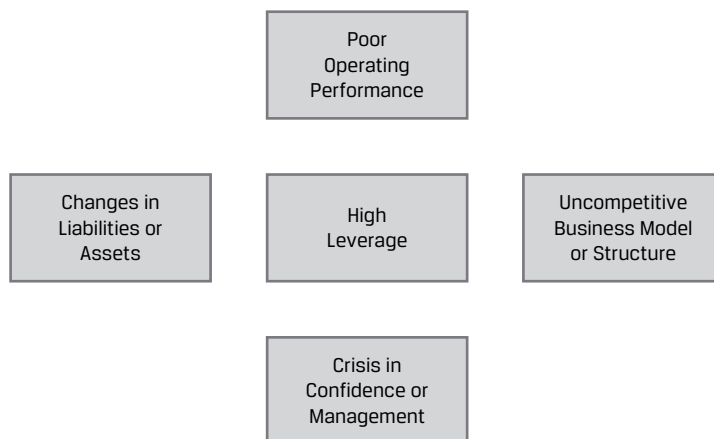 Poor
Operating
Performance
Changes in
Liabilities or
Assets
High
Leverage
Uncompetitive
Business Model
or Structure
Crisis in
Confidence or
Management